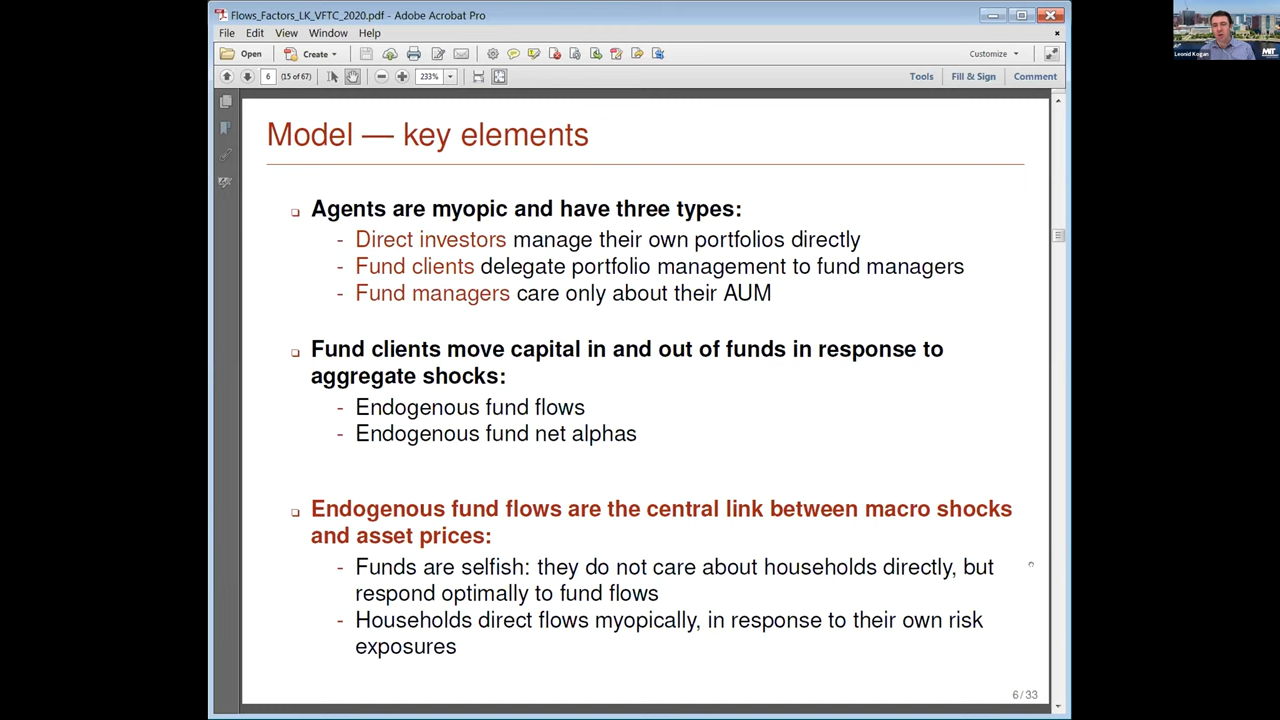 Flows_Factors_LK_VFTC_2020.pdf - Adobe Acrobat Pro
File Edit View Window Help
Open Create Customize
6 (15 of 67) 233% Tools Fill & Sign Comment
Model — key elements
Agents are myopic and have three types:
- Direct investors manage their own portfolios directly
- Fund clients delegate portfolio management to fund managers
- Fund managers care only about their AUM
Fund clients move capital in and out of funds in response to
aggregate shocks:
- Endogenous fund flows
- Endogenous fund net alphas
Endogenous fund flows are the central link between macro shocks
and asset prices:
- Funds are selfish: they do not care about households directly, but
respond optimally to fund flows
- Households direct flows myopically, in response to their own risk
exposures
6/33
Leonid Kogan
MIT